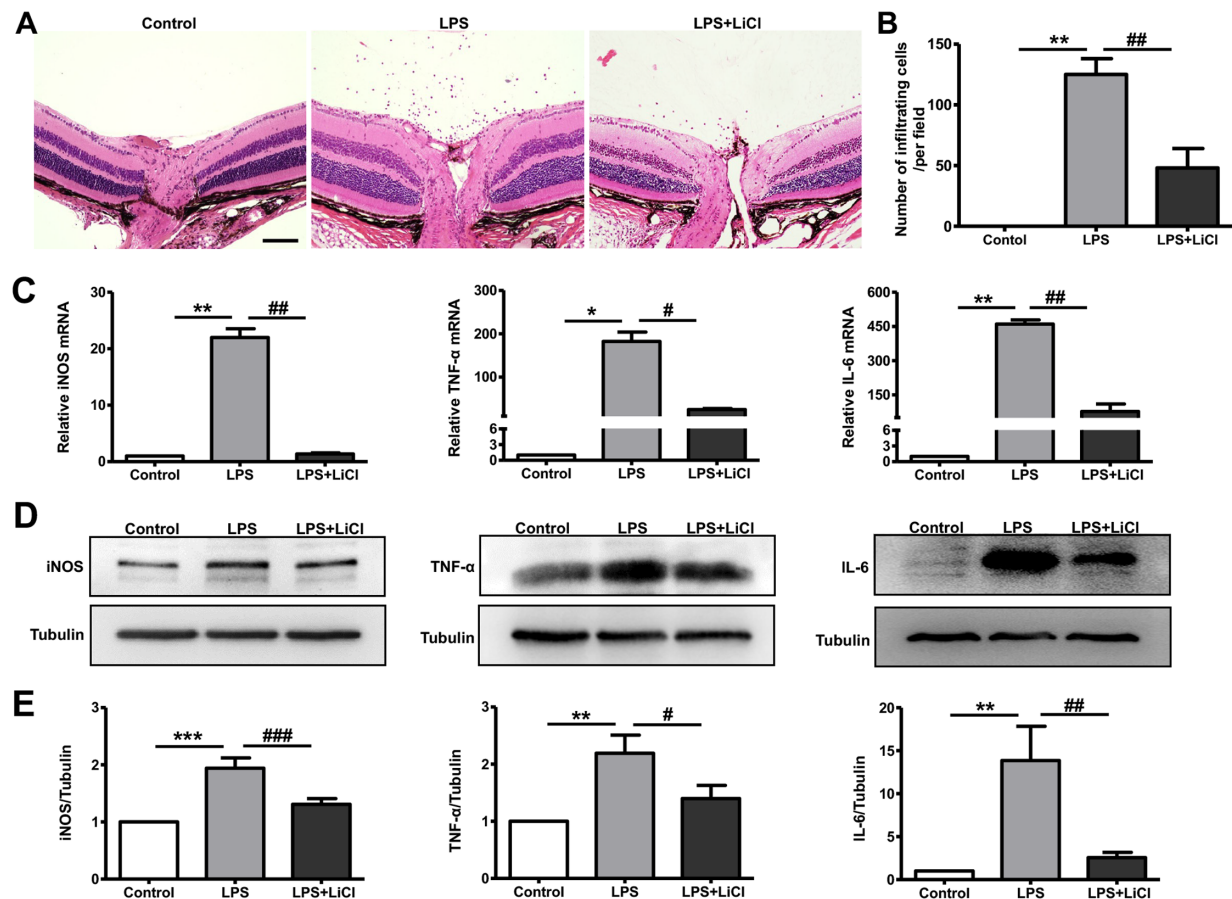 A
Control
LPS
LPS+LiCl
B
Number of infiltrating cells
/per field
150
100
50
0
**
##
Contol
LPS
LPS+LiCl
C
Relative iNOS mRNA
30
20
10
0
**
##
Control
LPS
LPS+LiCl
Relative TNF-α mRNA
300
200
100
6
3
0
*
#
Control
LPS
LPS+LiCl
Relative IL-6 mRNA
600
450
300
150
6
3
0
**
##
Control
LPS
LPS+LiCl
D
Control
LPS
LPS+LiCl
iNOS
Tubulin
Control
LPS
LPS+LiCl
TNF-α
Tubulin
Control
LPS
LPS+LiCl
IL-6
Tubulin
E
iNOS/Tubulin
3
2
1
0
***
###
Control
LPS
LPS+LiCl
TNF-α/Tubulin
3
2
1
0
**
#
Control
LPS
LPS+LiCl
IL-6/Tubulin
20
15
10
5
0
**
##
Control
LPS
LPS+LiCl